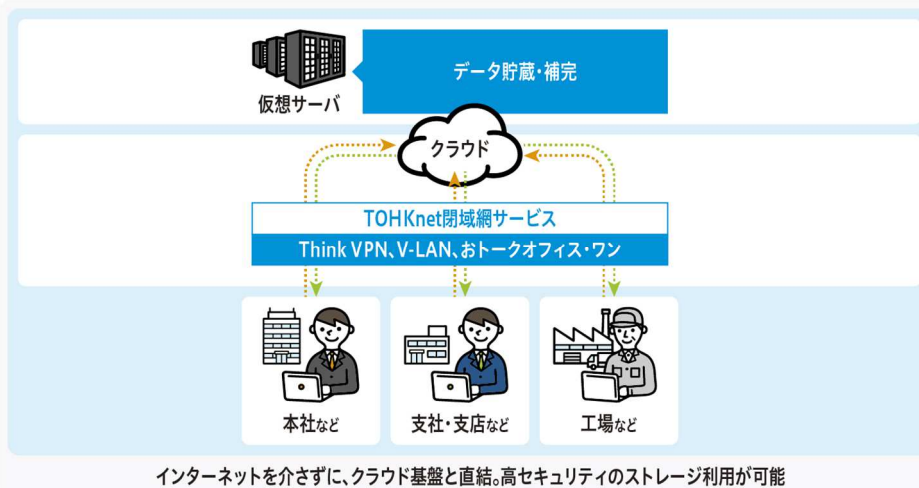 データ貯蔵・補完
仮想サーバ
クラウド
TOHKnet閉域網サービス
Think VPN、V-LAN、おトークオフィス・ワン
本社など
支社・支店など
工場など
インターネットを介さずに、クラウド基盤と直結。高セキュリティのストレージ利用が可能